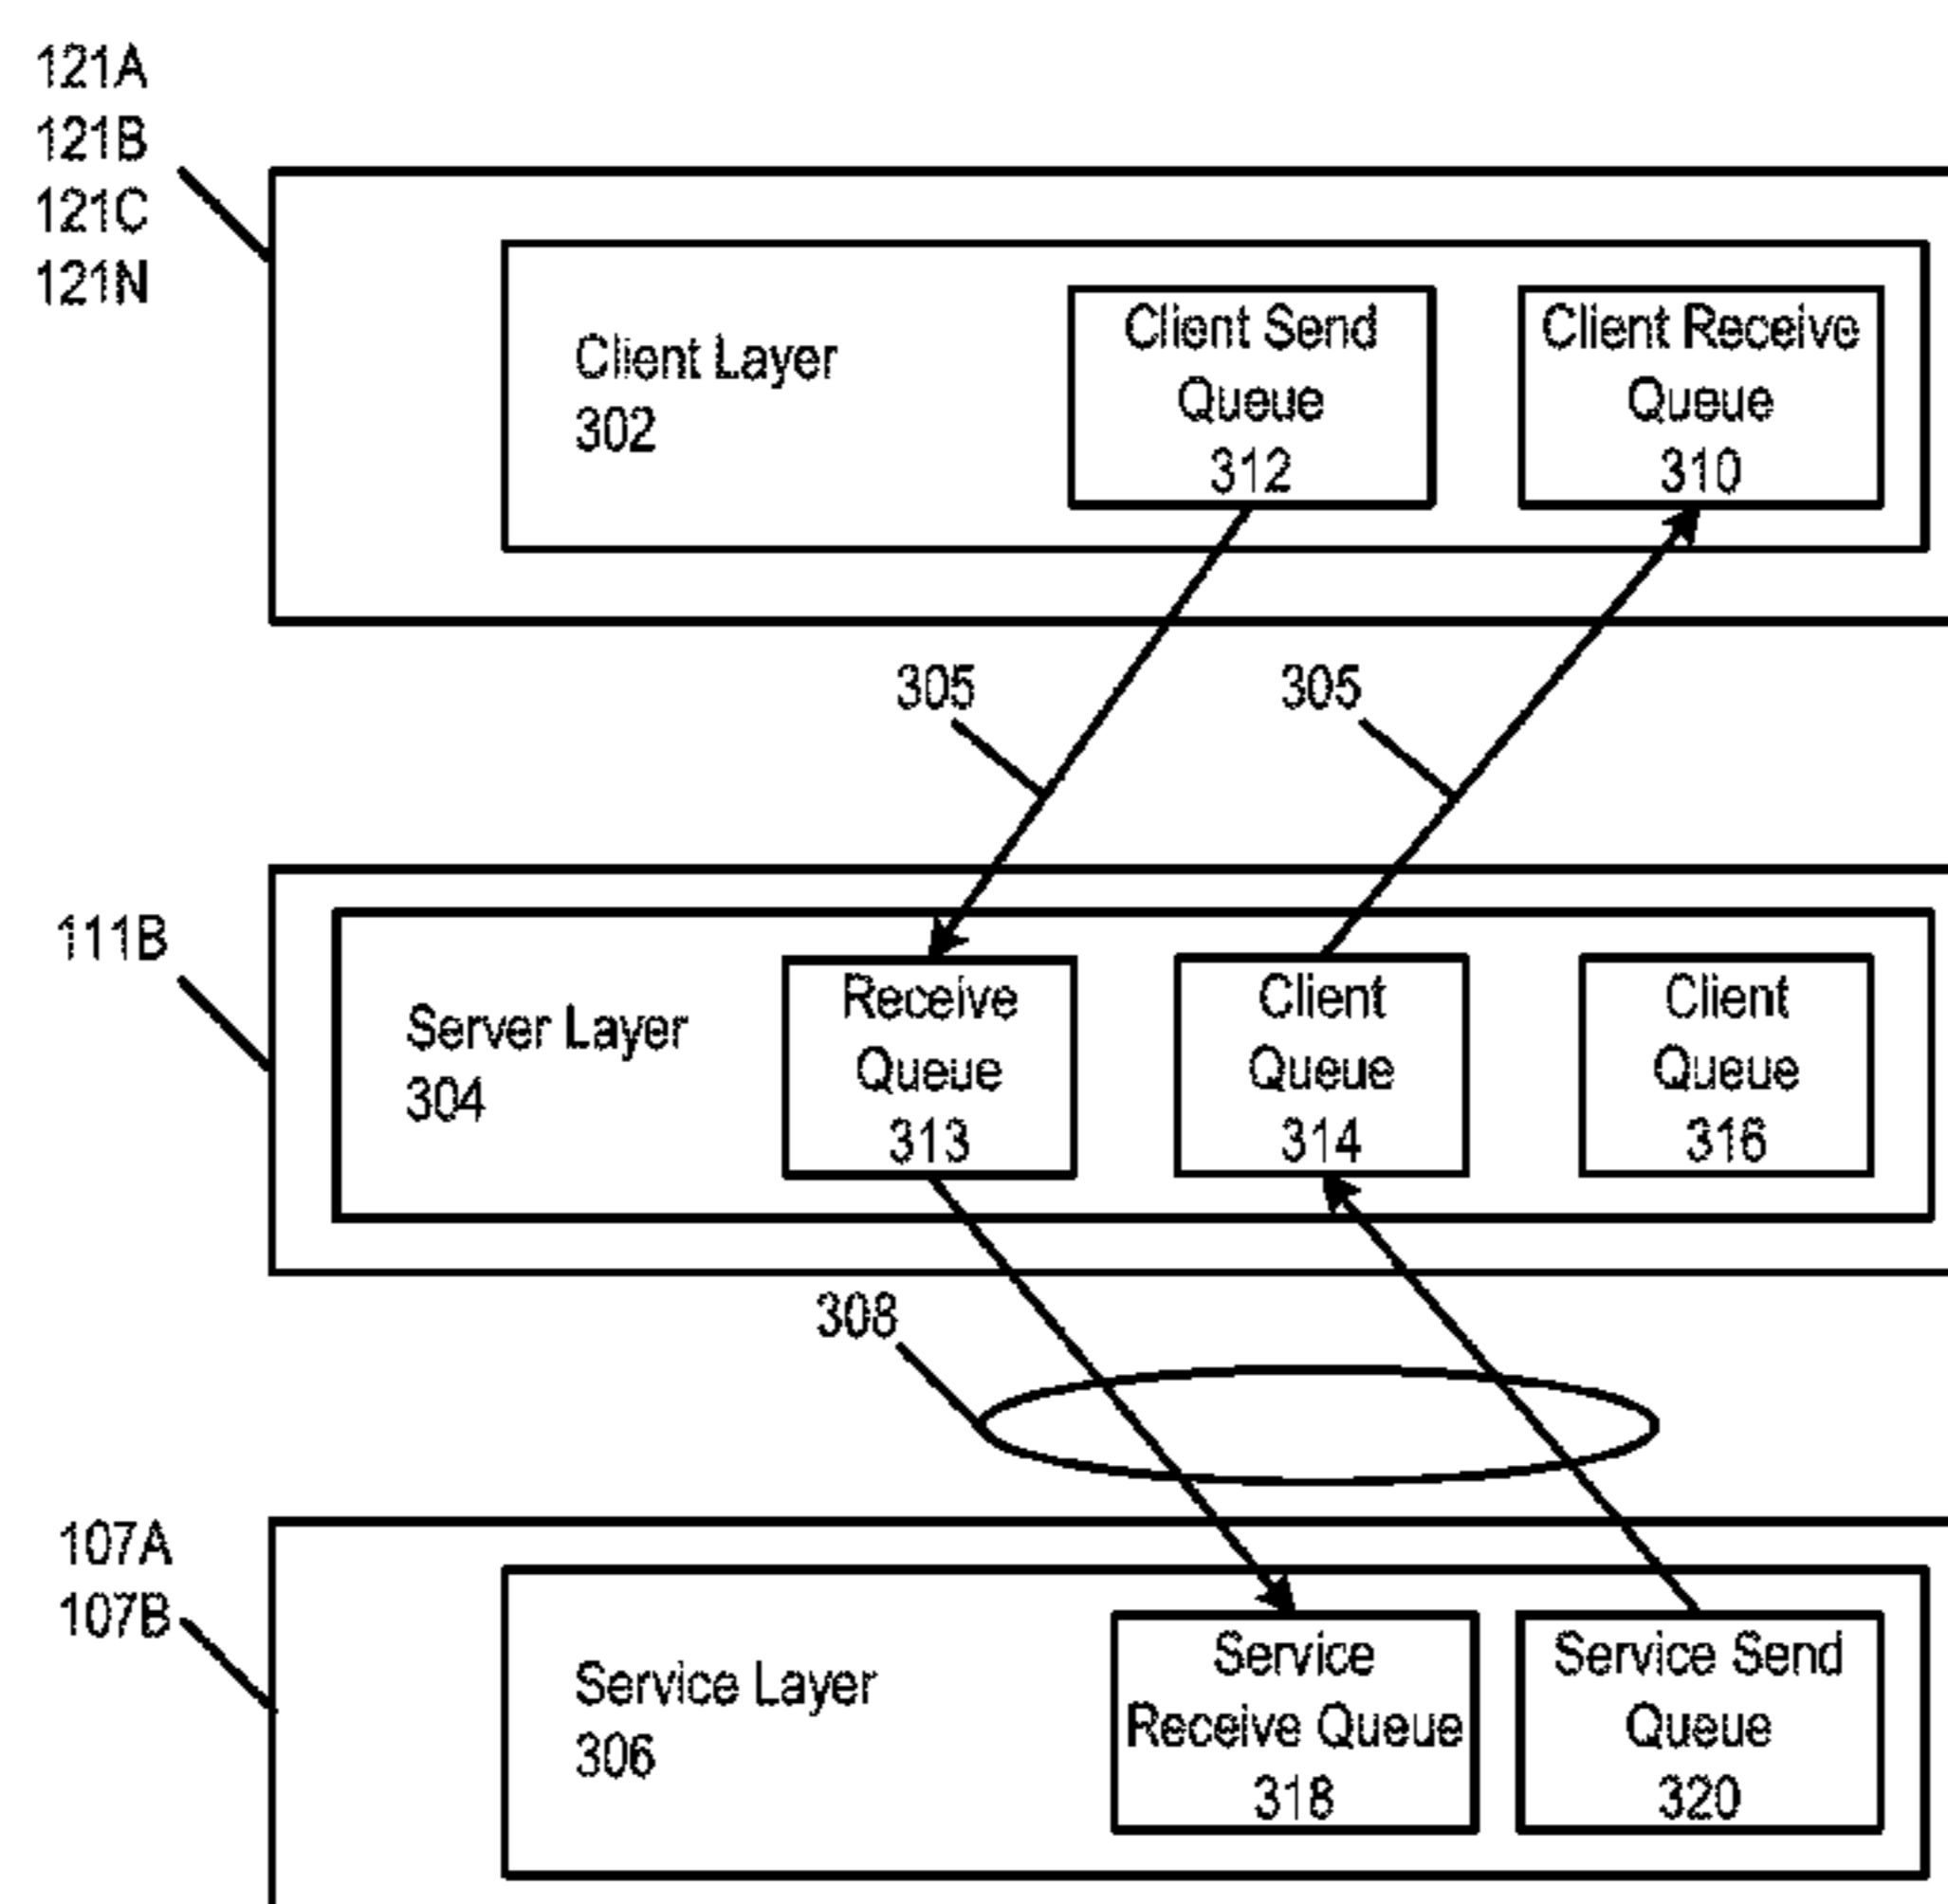 121A
121B
121C
121N
Client Layer
302
Client Send
Queue
312
Client Receive
Queue
310
305
305
111B
Server Layer
304
Receive
Queue
313
Client
Queue
314
Client
Queue
316
308
107A
107B
Service Layer
306
Service
Receive Queue
318
Service Send
Queue
320